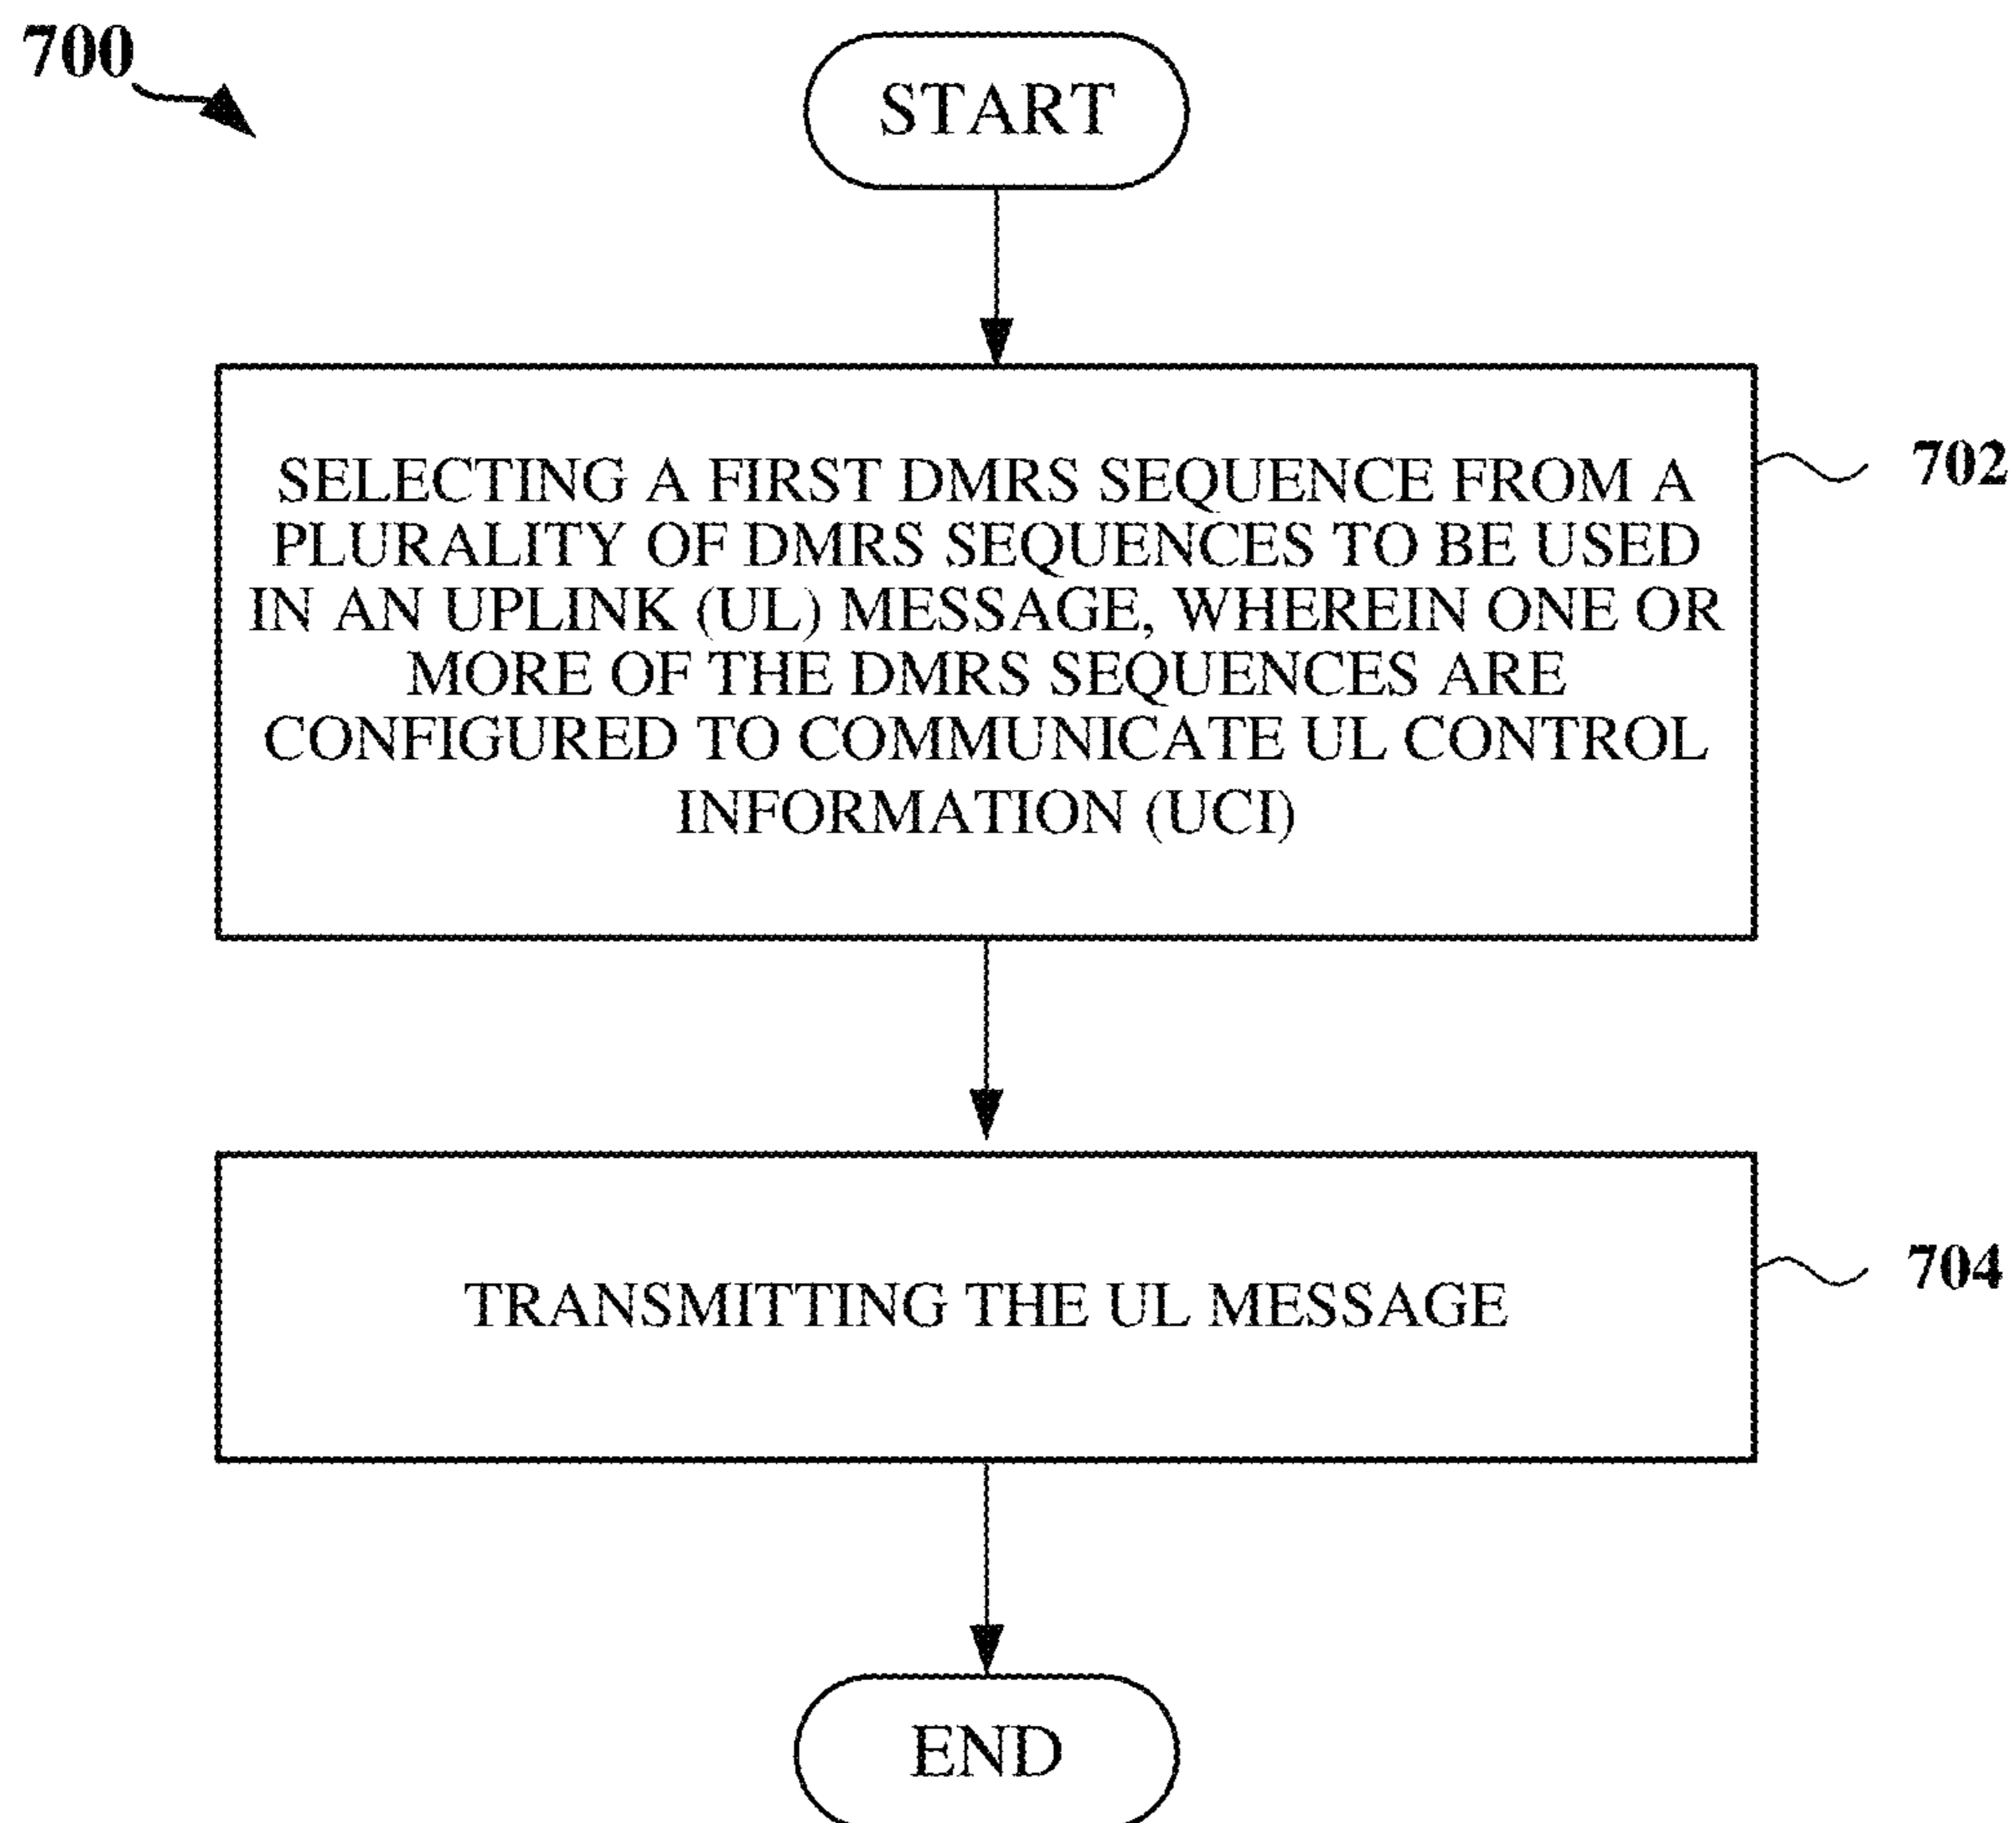 700
START
SELECTING A FIRST DMRS SEQUENCE FROM A
PLURALITY OF DMRS SEQUENCES TO BE USED
IN AN UPLINK (UL) MESSAGE, WHEREIN ONE OR
MORE OF THE DMRS SEQUENCES ARE
CONFIGURED TO COMMUNICATE UL CONTROL
INFORMATION (UCI)
702
TRANSMITTING THE UL MESSAGE
704
END